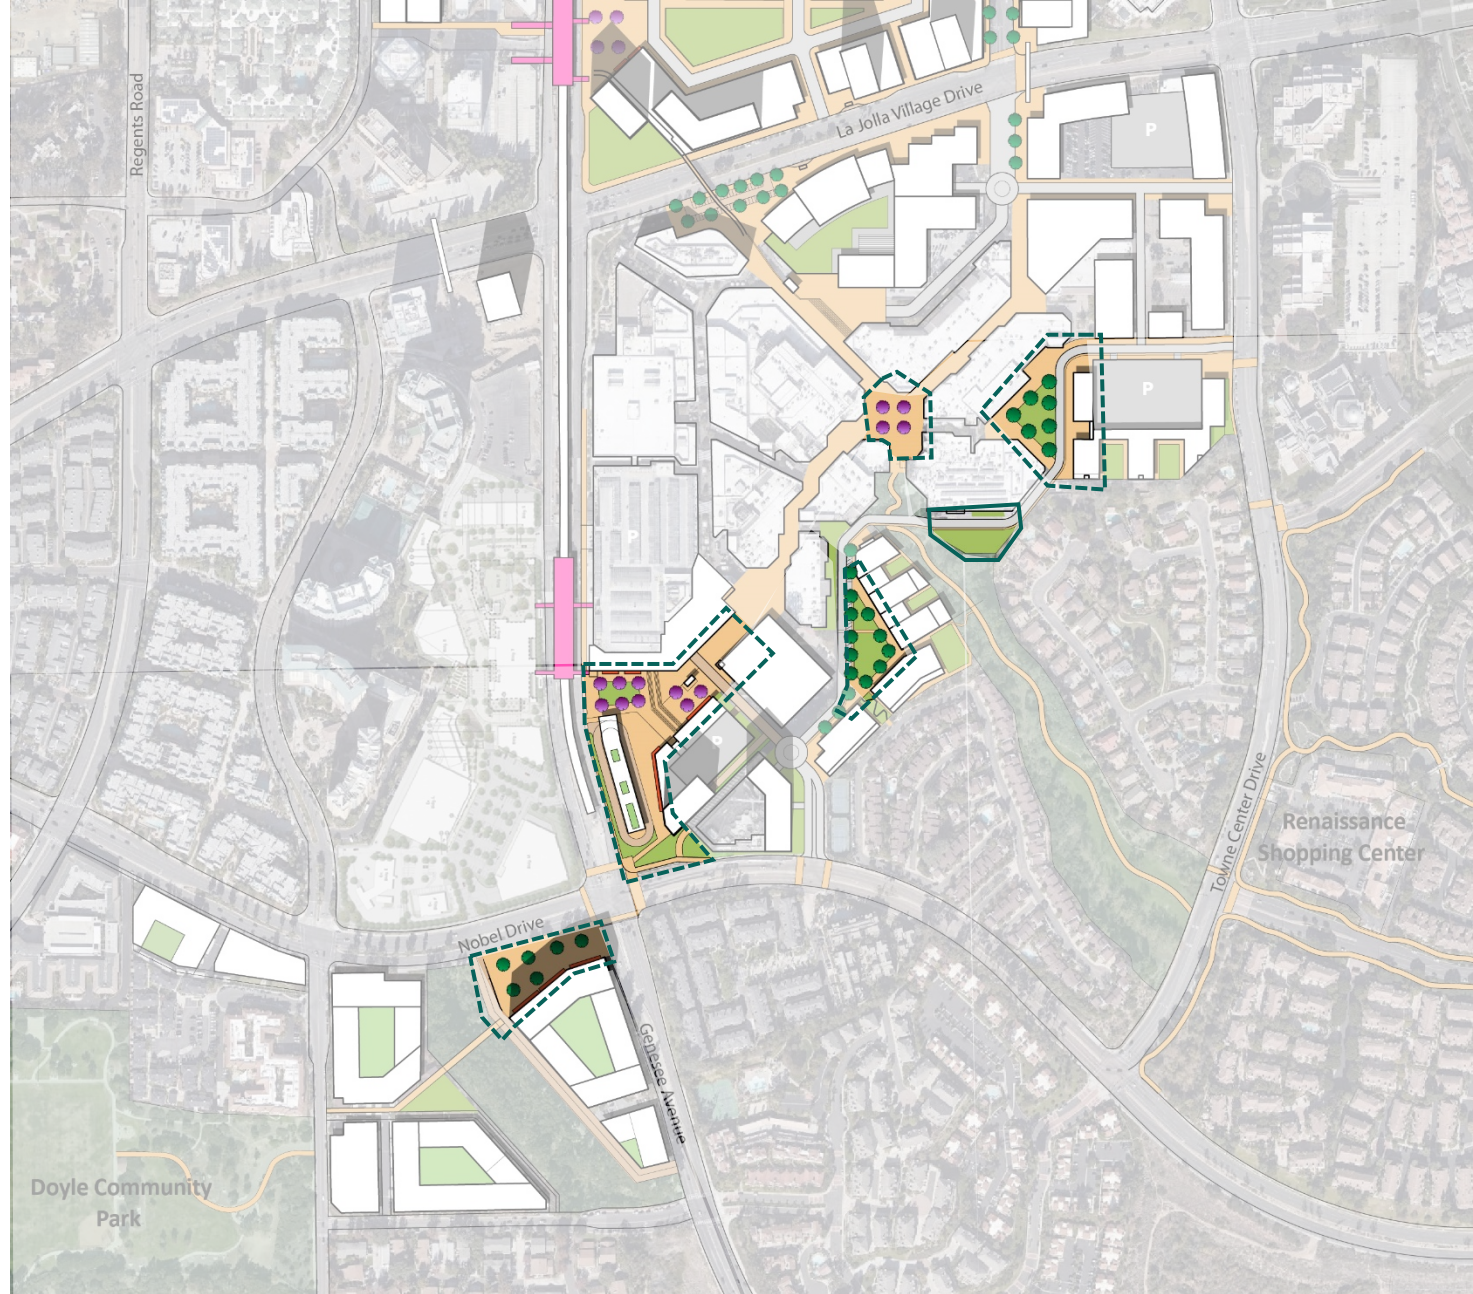 Regents Road
La Jolla Village Drive
P
P
P
P
Renaissance
Shopping Center
Towne Center Drive
Nobel Drive
Genesee Avenue
Doyle Community
Park